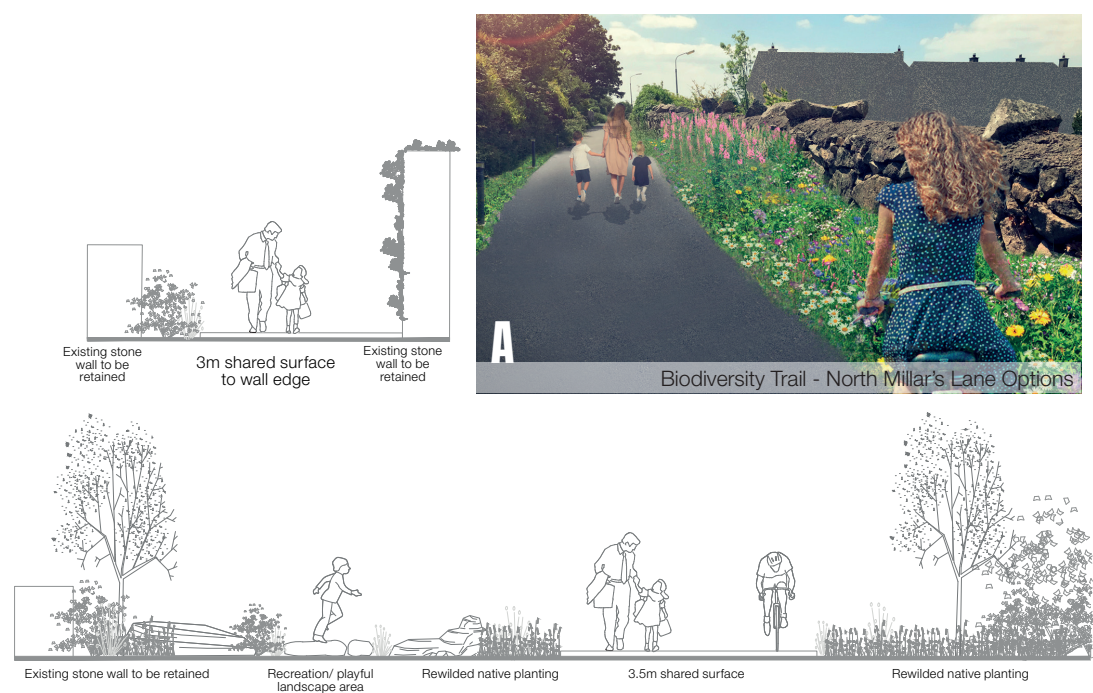 A
Biodiversity Trail - North Millar's Lane Options
Existing stone
wall to be
retained
3m shared surface
to wall edge
Existing stone
wall to be
retained
Existing stone wall to be retained
Recreation/ playful
landscape area
Rewilded native planting
3.5m shared surface
Rewilded native planting